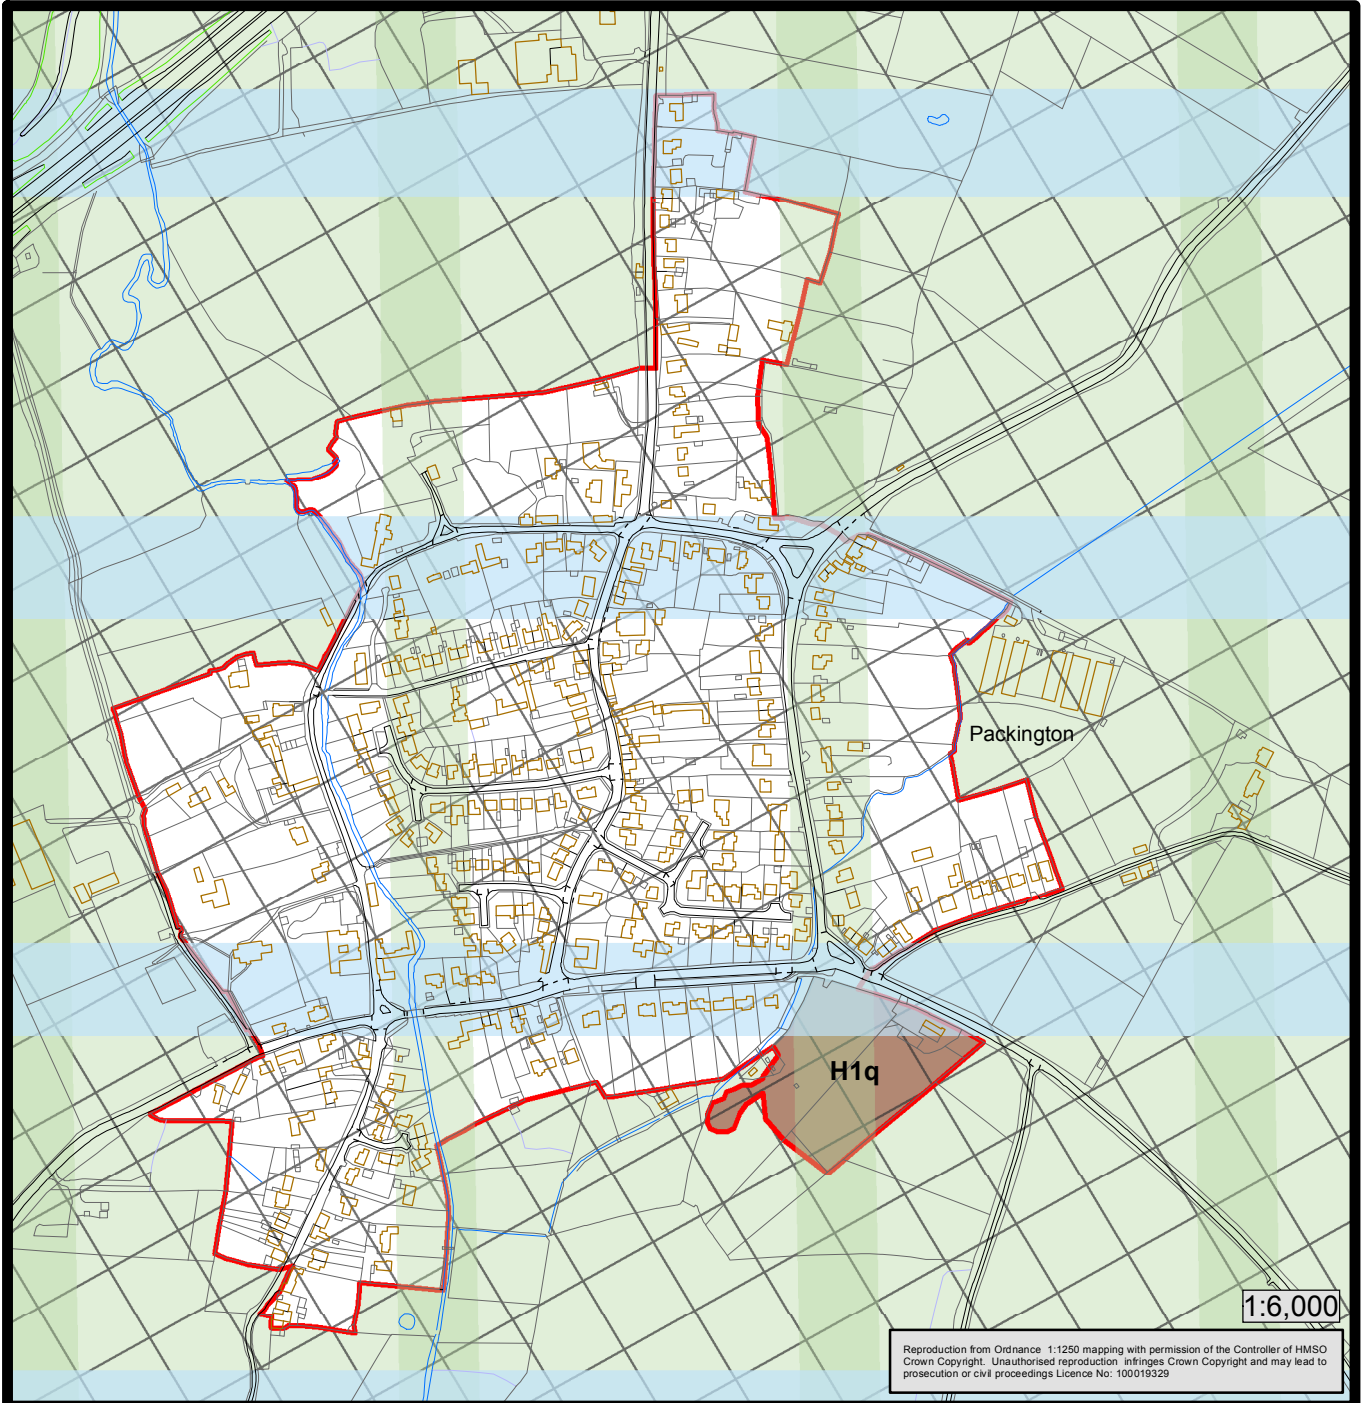 Packington
H1q
1:6,000
Reproduction from Ordnance 1:1250 mapping with permission of the Controller of HMSO
Crown Copyright. Unauthorised reproduction infringes Crown Copyright and may lead to
prosecution or civil proceedings Licence No: 100019329